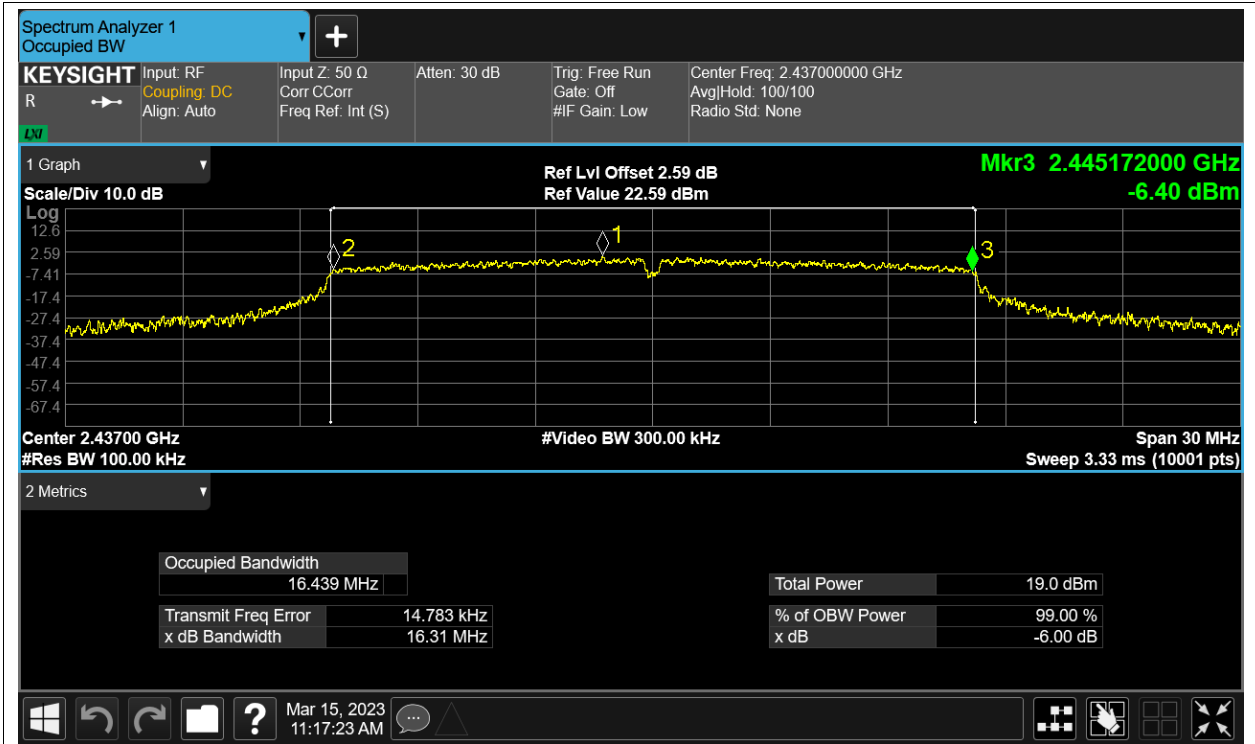 Spectrum Analyzer 1
Occupied BW
KEYSIGHT
R
LXI
Input: RF
Coupling: DC
Align: Auto
Input Z: 50 Ω
Corr CCorr
Freq Ref: Int (S)
Atten: 30 dB
Trig: Free Run
Gate: Off
#IF Gain: Low
Center Freq: 2.437000000 GHz
Avg|Hold: 100/100
Radio Std: None
1 Graph
Scale/Div 10.0 dB
Ref Lvl Offset 2.59 dB
Ref Value 22.59 dBm
Mkr3 2.445172000 GHz
-6.40 dBm
Log
12.6
2.59
-7.41
-17.4
-27.4
-37.4
-47.4
-57.4
-67.4
2
1
3
Center 2.43700 GHz
#Video BW 300.00 kHz
Span 30 MHz
#Res BW 100.00 kHz
Sweep 3.33 ms (10001 pts)
2 Metrics
Occupied Bandwidth
16.439 MHz
Transmit Freq Error 14.783 kHz
x dB Bandwidth 16.31 MHz
Total Power 19.0 dBm
% of OBW Power 99.00 %
x dB -6.00 dB
?
Mar 15, 2023
11:17:23 AM